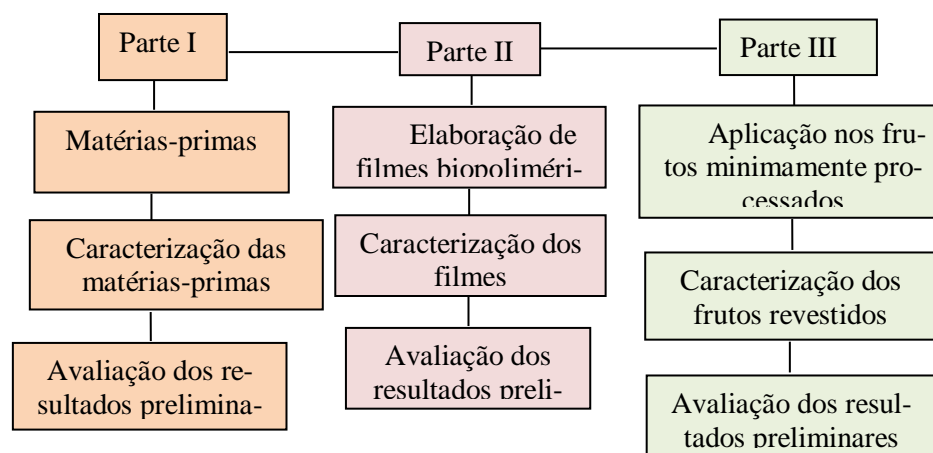 Parte I
Matérias-primas
Caracterização das
matérias-primas
Avaliação dos re-
sultados prelimina-
Parte II
Elaboração de
filmes biopoliméri-
Caracterização dos
filmes
Avaliação dos
resultados preli-
Parte III
Aplicação nos fru-
tos minimamente pro-
cessados
Caracterização dos
frutos revestidos
Avaliação dos resul-
tados preliminares